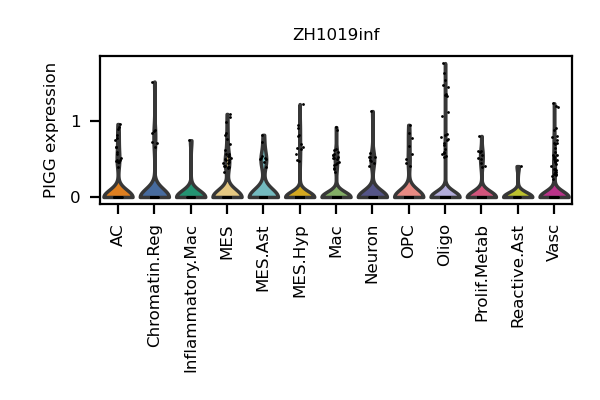 ZH1019inf
PIGG expression
1
0
AC
Chromatin.Reg
Inflammatory.Mac
MES
MES.Ast
MES.Hyp
Mac
Neuron
OPC
Oligo
Prolif.Metab
Reactive.Ast
Vasc